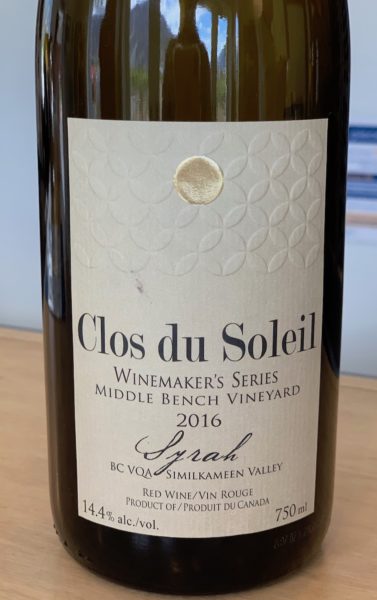 Clos du Soleil
Winemaker's Series
Middle Bench Vineyard
2016
Syrah
BC VQA Similkameen Valley
Red Wine/Vin Rouge
Product of/Produit du Canada
14.4% alc./vol.
750 ml